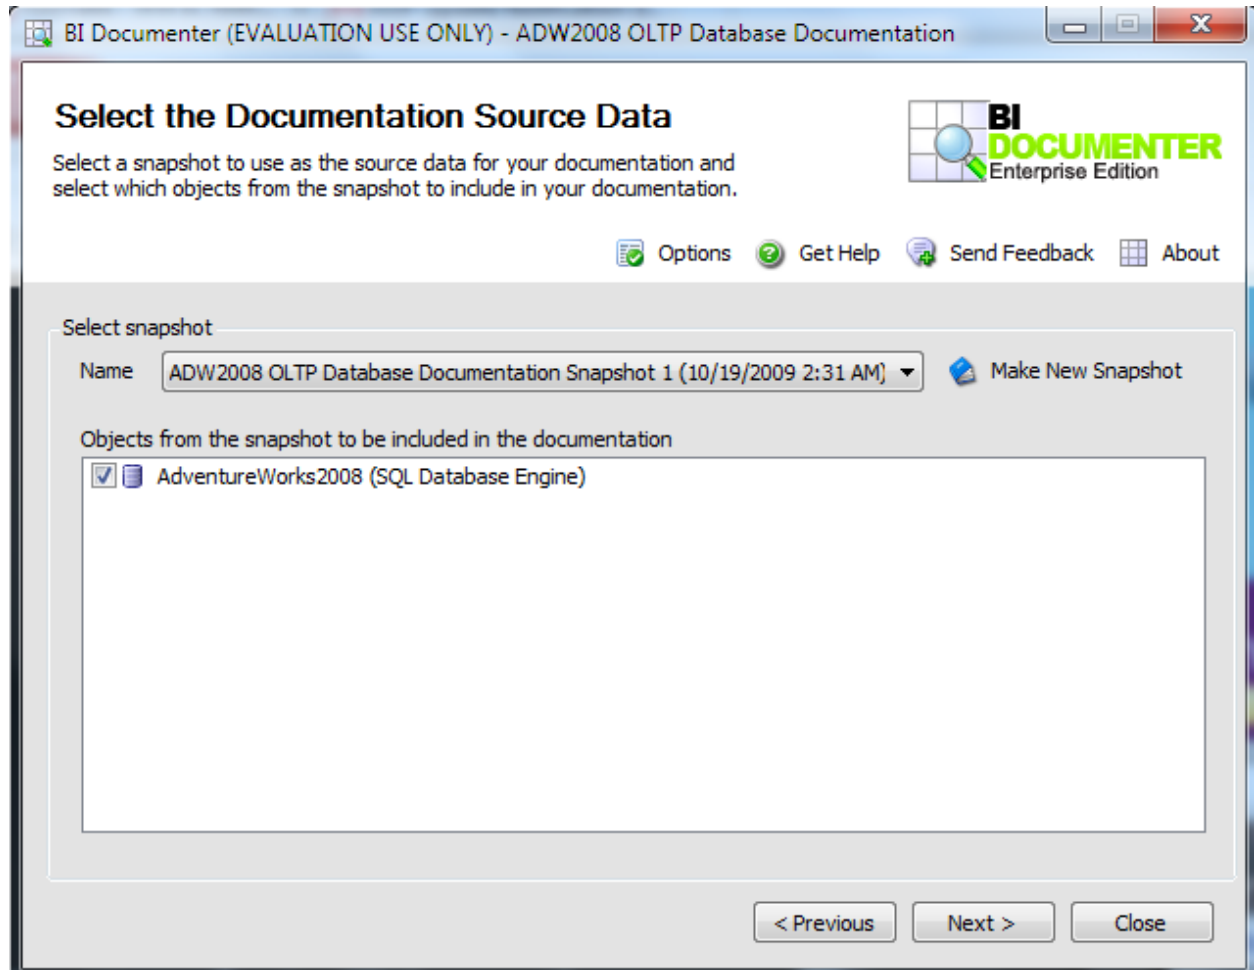 BI Documenter (EVALUATION USE ONLY) - ADW2008 OLTP Database Documentation
Select the Documentation Source Data
Select a snapshot to use as the source data for your documentation and
select which objects from the snapshot to include in your documentation.
BI
DOCUMENTER
Enterprise Edition
Options Get Help Send Feedback About
Select snapshot
Name ADW2008 OLTP Database Documentation Snapshot 1 (10/19/2009 2:31 AM) Make New Snapshot
Objects from the snapshot to be included in the documentation
AdventureWorks2008 (SQL Database Engine)
< Previous Next > Close